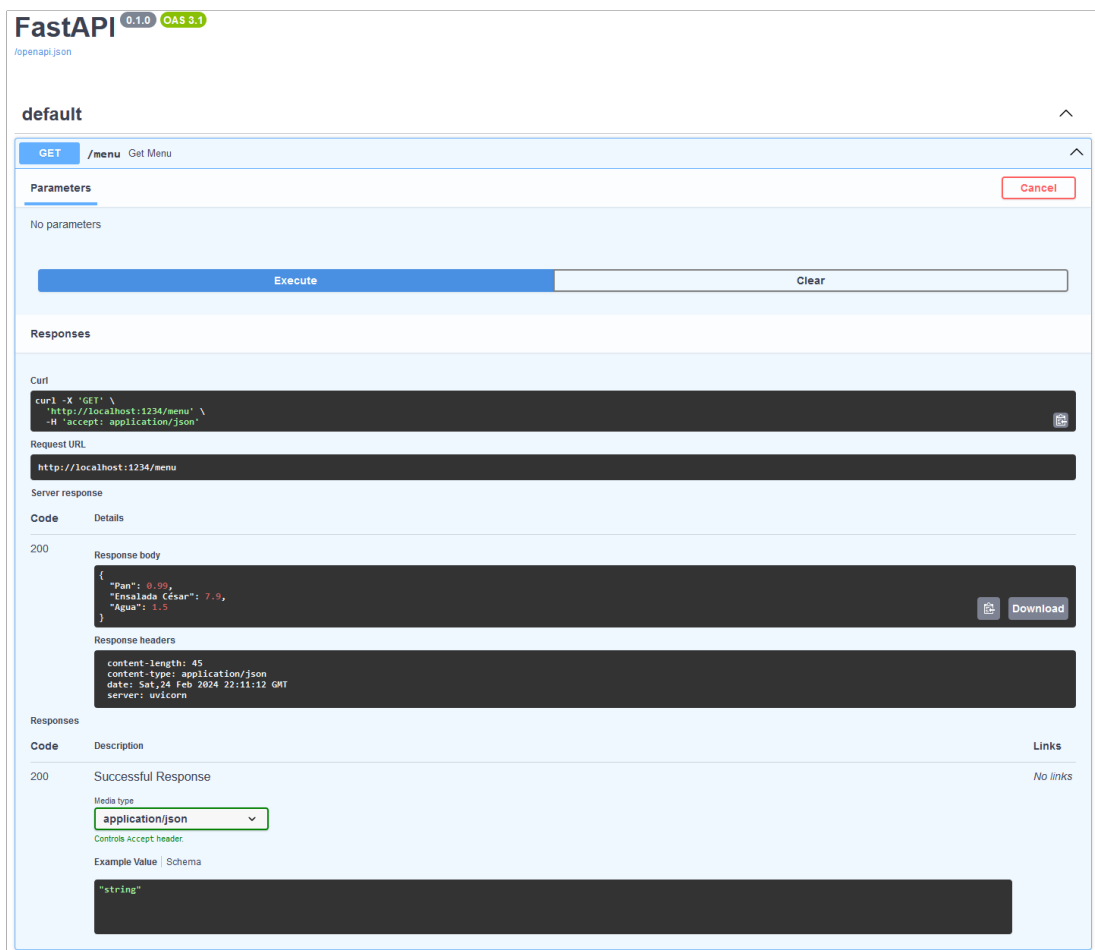 FastAPI 0.1.0 OAS 3.1
/openapi.json
default
GET /menu Get Menu
Parameters
Cancel
No parameters
Execute
Clear
Responses
Curl
curl -X 'GET' \
'http://localhost:1234/menu' \
-H 'accept: application/json'
Request URL
http://localhost:1234/menu
Server response
Code Details
200
Response body
{
"Pan": 0.99,
"Ensalada César": 7.9,
"Agua": 1.5
}
Download
Response headers
content-length: 45
content-type: application/json
date: Sat,24 Feb 2024 22:11:12 GMT
server: uvicorn
Responses
Code Description Links
200 Successful Response No links
Media type
application/json
Controls Accept header.
Example Value Schema
"string"